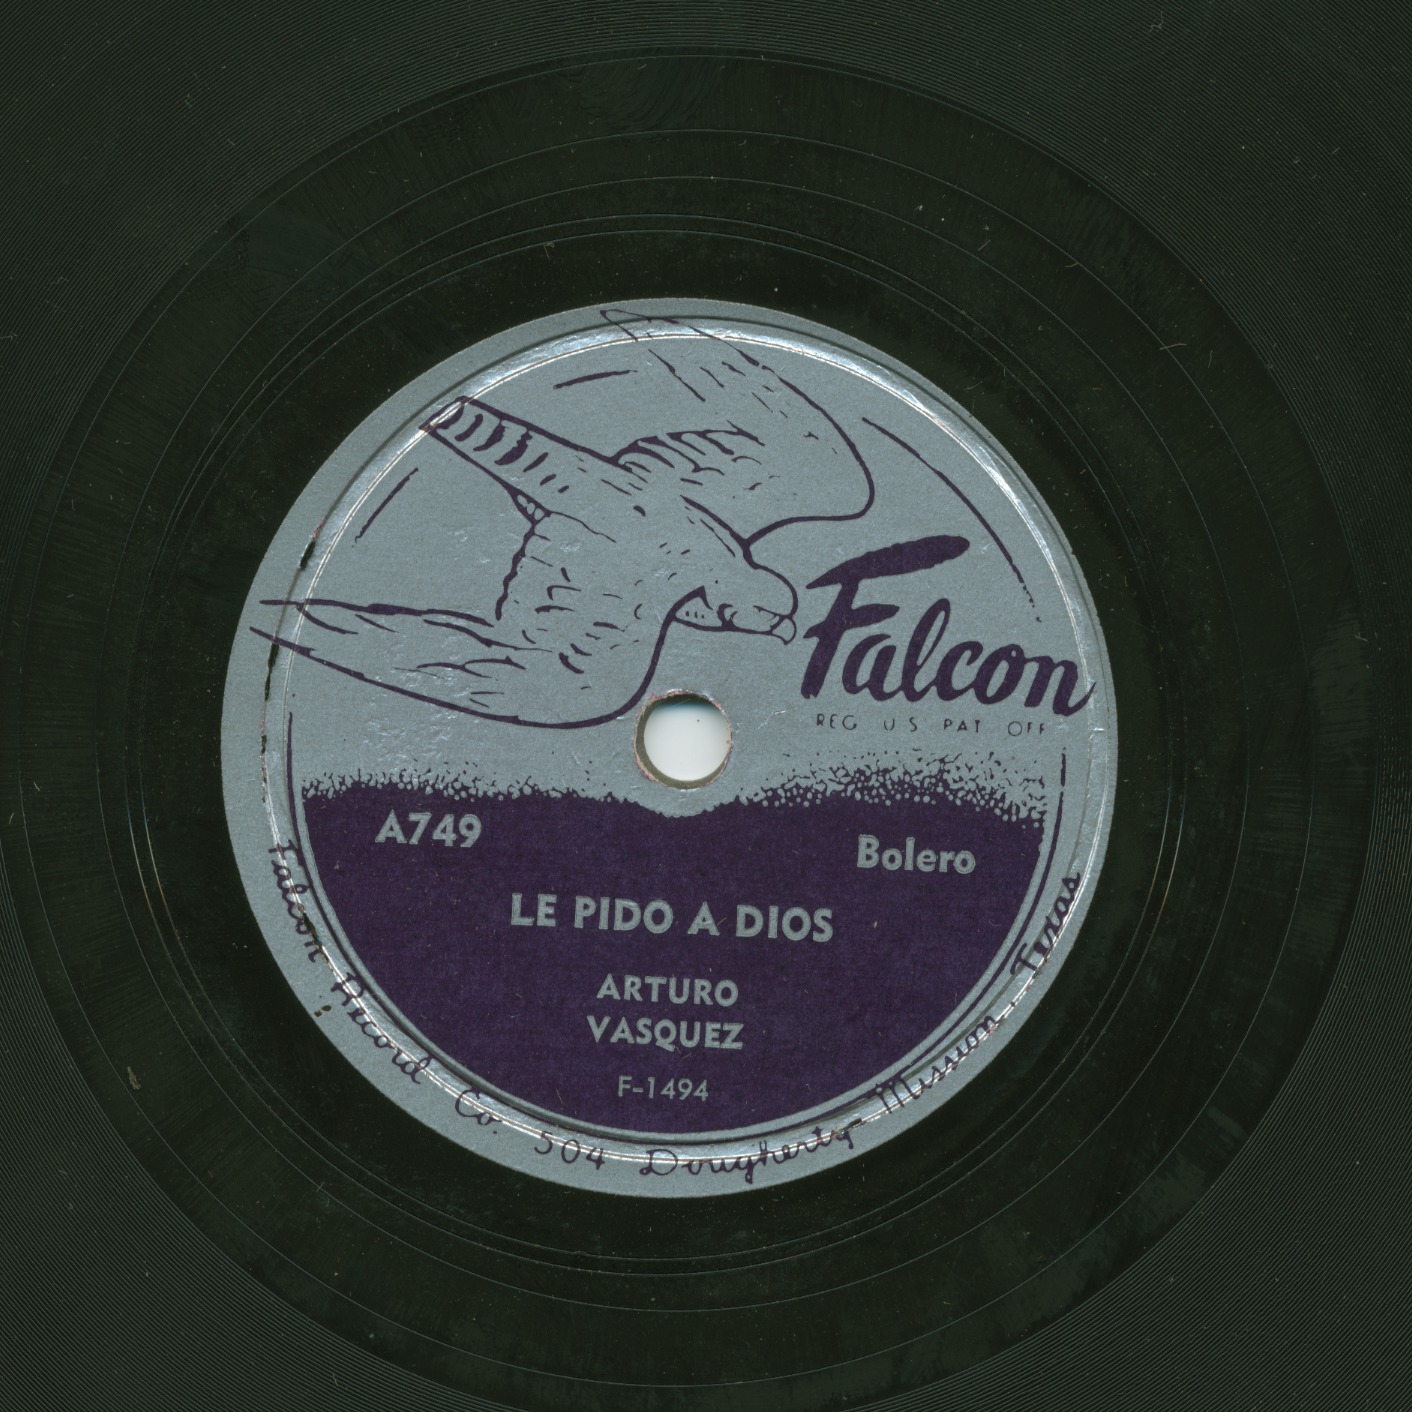 Falcon
REG U S PAT OFF
A749
Bolero
LE PIDO A DIOS
ARTURO
VASQUEZ
F-1494
Falcon Record Co. 504 Dougherty - Mission, Texas